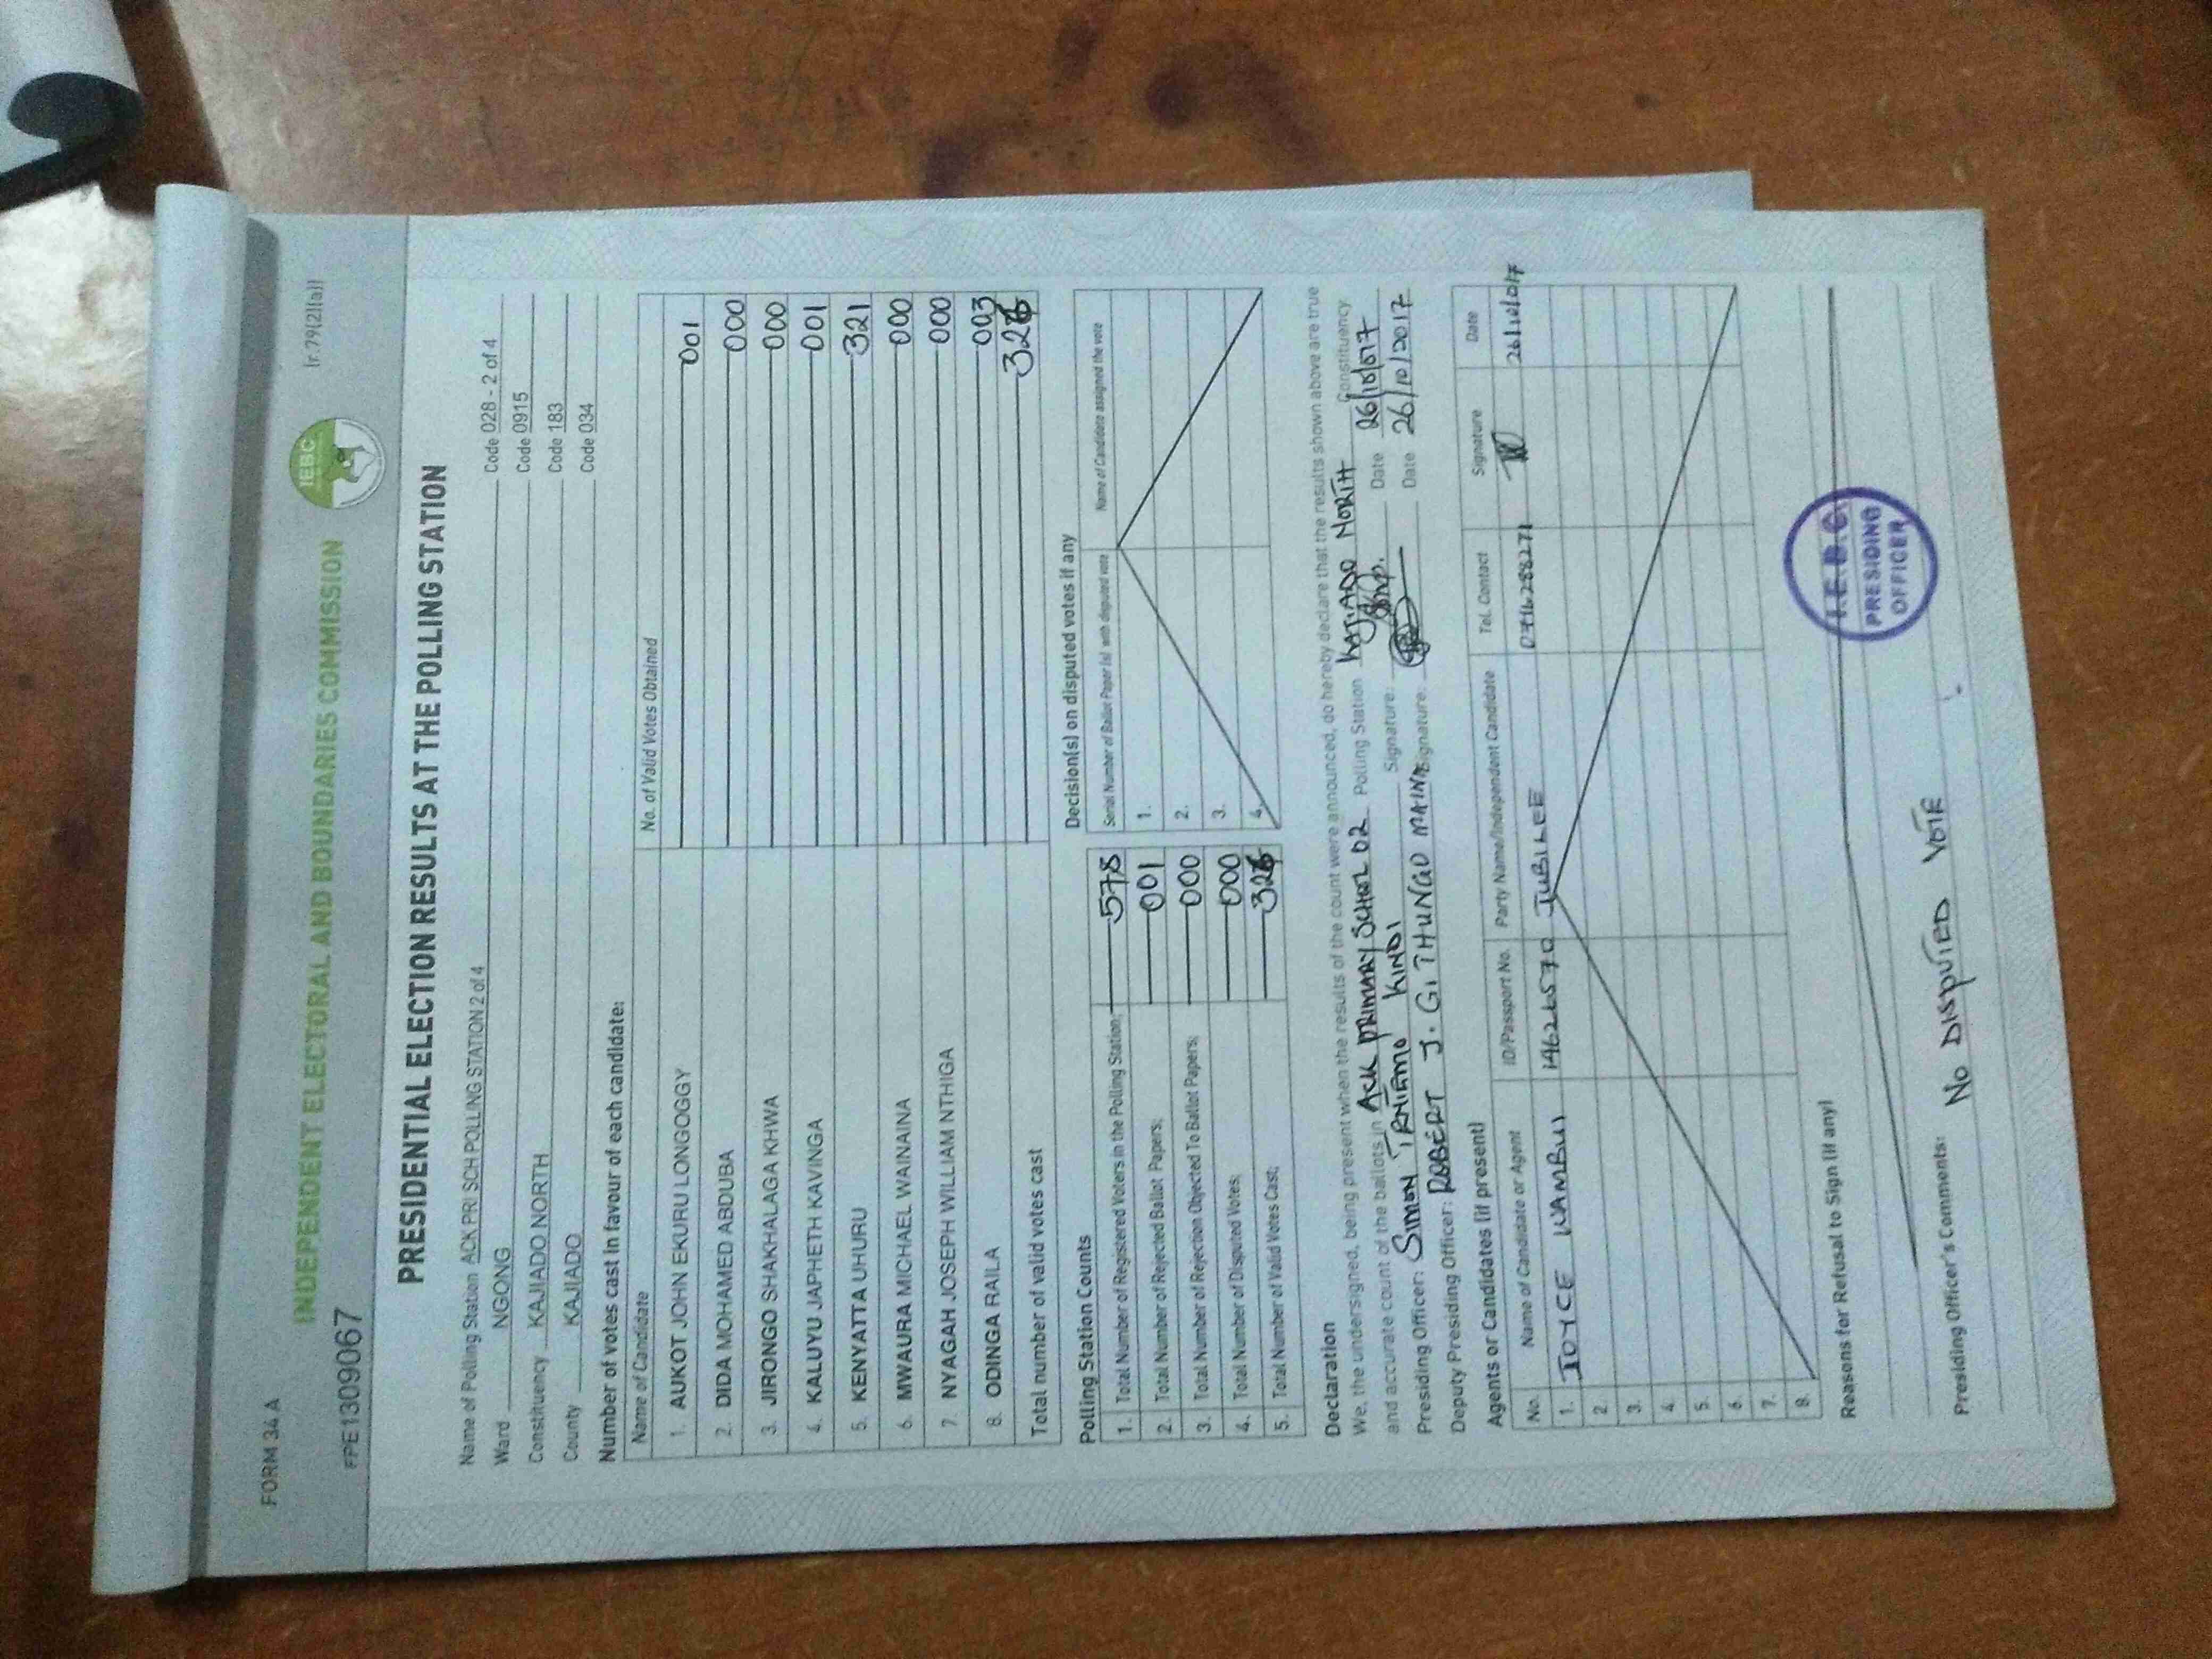 FORM 34 A
Ir.79(2)(a)
INDEPENDENT ELECTORAL AND BOUNDARIES COMMISSION
IEBC
FPE1309067
PRESIDENTIAL ELECTION RESULTS AT THE POLLING STATION
Name of Polling Station ACK PRI SCH POLLING STATION 2 of 4 Code 028 - 2 of 4
Ward NGONG Code 0915
Constituency KAJIADO NORTH Code 183
County KAJIADO Code 034
Number of votes cast in favour of each candidate:
Name of Candidate No. of Valid Votes Obtained
1. AUKOT JOHN EKURU LONGOGGY 001
2. DIDA MOHAMED ABDUBA 000
3. JIRONGO SHAKHALAGA KHWA 000
4. KALUYU JAPHETH KAVINGA 001
5. KENYATTA UHURU 321
6. MWAURA MICHAEL WAINAINA 000
7. NYAGAH JOSEPH WILLIAM NTHIGA 000
8. ODINGA RAILA 003
Total number of valid votes cast 326
Polling Station Counts
1. Total Number of Registered Voters in the Polling Station; 578
2. Total Number of Rejected Ballot Papers; 001
3. Total Number of Rejection Objected To Ballot Papers; 000
4. Total Number of Disputed Votes; 000
5. Total Number of Valid Votes Cast; 326
Decision(s) on disputed votes if any
Serial Number of Ballot Paper (s) with disputed vote Name of Candidate assigned the vote
1.
2.
3.
4.
Declaration
We, the undersigned, being present when the results of the count were announced, do hereby declare that the results shown above are true
and accurate count of the ballots in ACK PRIMARY SCHOOL 02 Polling Station KAJIADO NORTH Constituency
Presiding Officer: SIMON KINDI Signature: Date 26/10/017
Deputy Presiding Officer: ROBERT J. GITHUNGO MAINA Signature. Date 26/10/2017
Agents or Candidates (if present)
No. Name of Candidate or Agent ID/Passport No. Party Name/Independent Candidate Tel. Contact Signature Date
1. JOYCE WAMBUI 146265 70 JUBILEE 0716288271 26/10/017
2
3.
4.
5.
6.
7.
8.
Reasons for Refusal to Sign (if any)
I.E.B.C.
PRESIDING
OFFICER
Presiding Officer's Comments: NO DISPUTED VOTE